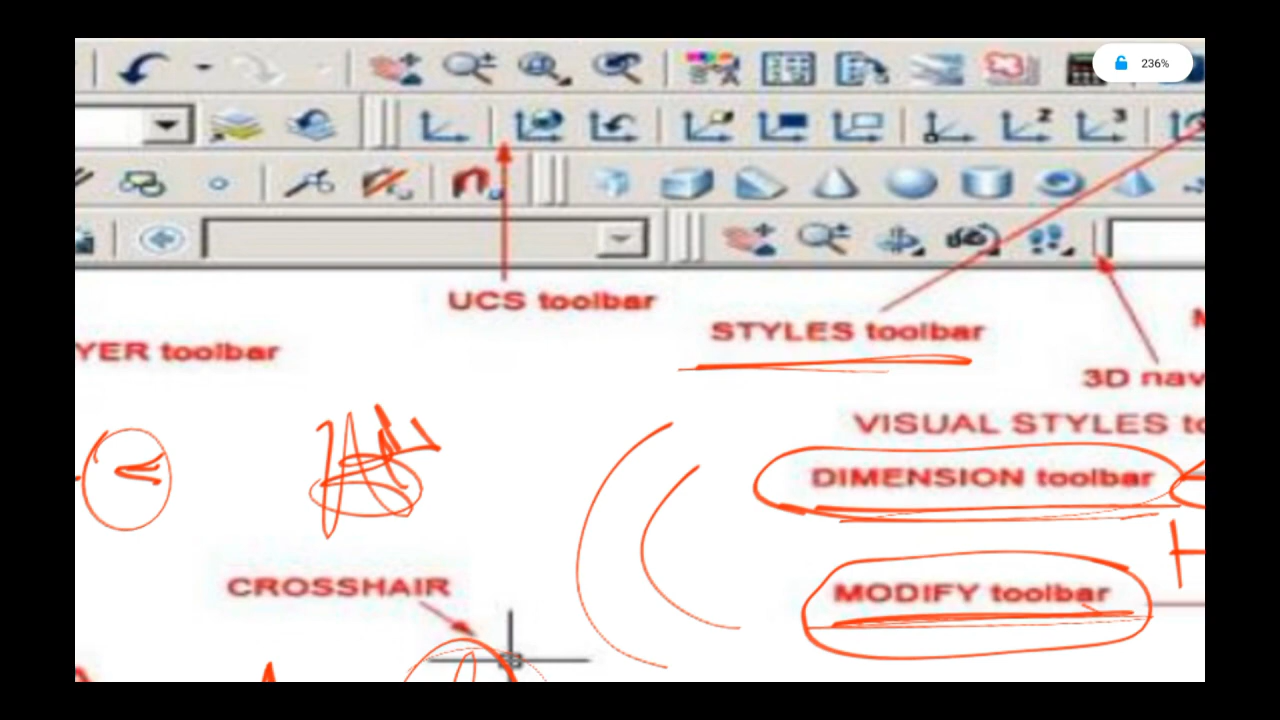 236%
UCS toolbar
STYLES toolbar
YER toolbar
3D nav
VISUAL STYLES to
DIMENSION toolbar
CROSSHAIR
MODIFY toolbar